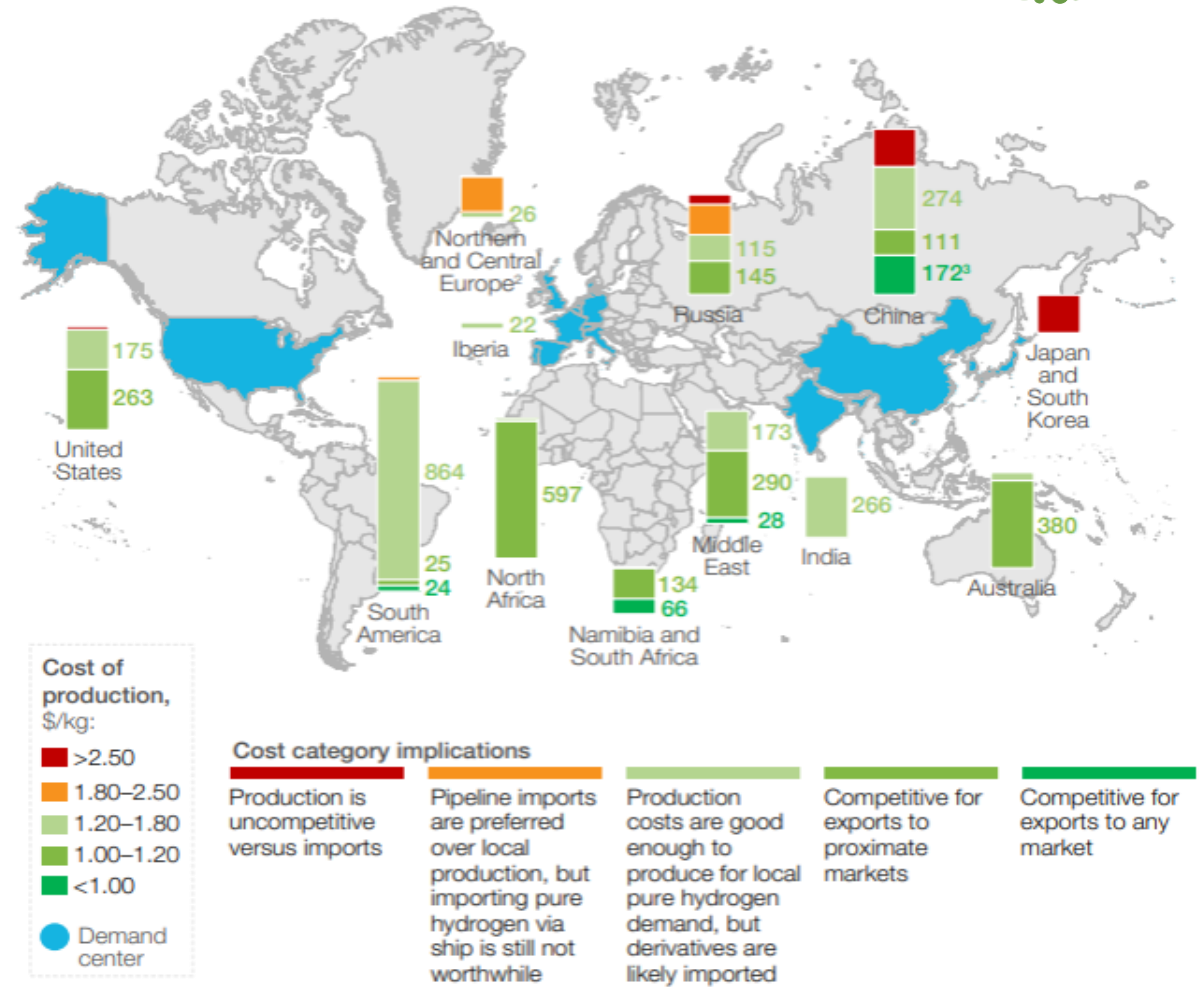 274
26
111
Northern
and Central
Europe²
115
145
172³
Russia
China
22
Iberia
Japan
and
South
Korea
175
263
United
States
173
864
597
290
266
380
28
25
24
Middle
East
India
Australia
North
Africa
134
66
South
America
Namibia and
South Africa
Cost of
production,
$/kg:
>2.50
1.80–2.50
1.20–1.80
1.00–1.20
<1.00
Demand
center
Cost category implications
Production is
uncompetitive
versus imports
Pipeline imports
are preferred
over local
production, but
importing pure
hydrogen via
ship is still not
worthwhile
Production
costs are good
enough to
produce for local
pure hydrogen
demand, but
derivatives are
likely imported
Competitive for
exports to
proximate
markets
Competitive for
exports to any
market